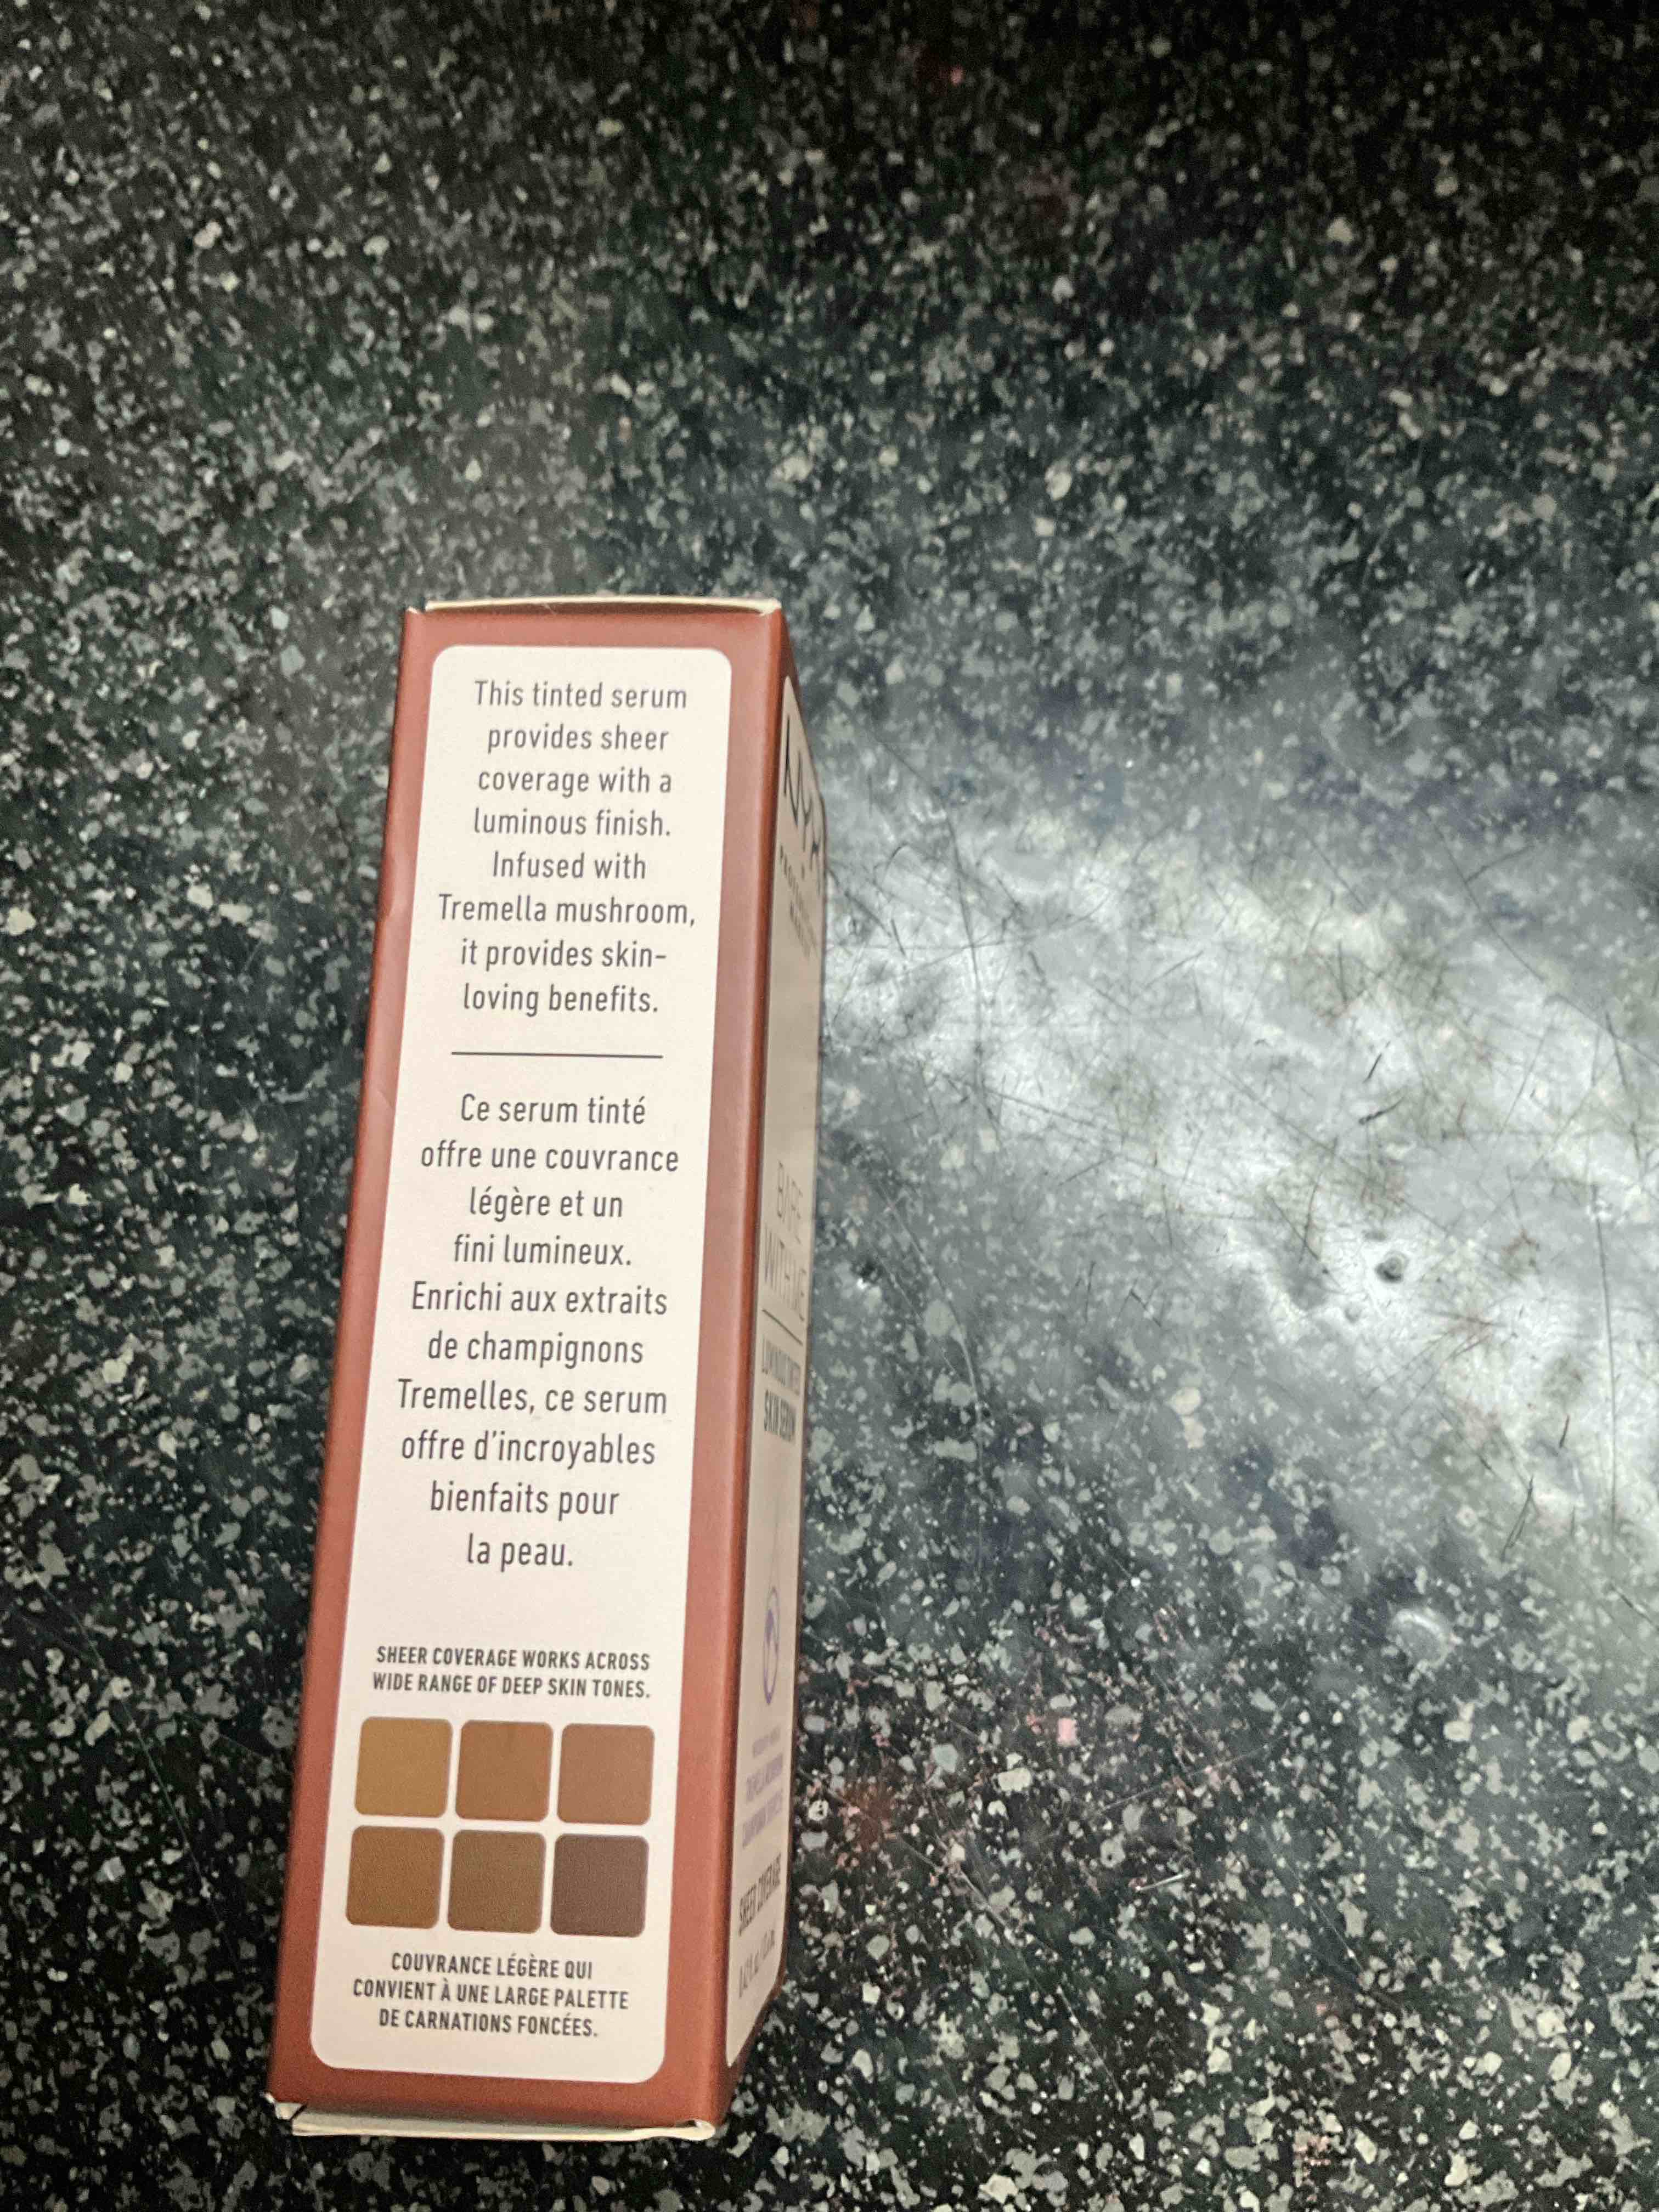 This tinted serum
provides sheer
coverage with a
luminous finish.
Infused with
Tremella mushroom,
it provides skin-
loving benefits.
Ce serum tinté
offre une couvrance
légère et un
fini lumineux.
Enrichi aux extraits
de champignons
Tremelles, ce serum
offre d'incroyables
bienfaits pour
la peau.
SHEER COVERAGE WORKS ACROSS
WIDE RANGE OF DEEP SKIN TONES.
COUVRANCE LÉGÈRE QUI
CONVIENT À UNE LARGE PALETTE
DE CARNATIONS FONCÉES.
NYX
BARE
WITH ME
SKIN SERUM
SHEER COVERAGE